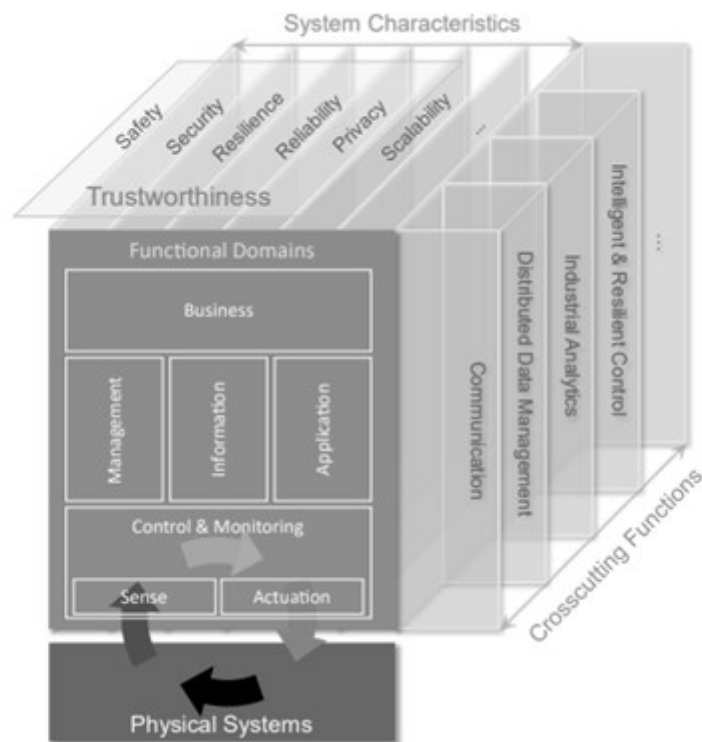 System Characteristics
Safety
Security
Resilience
Reliability
Privacy
Scalability
...
Trustworthiness
Functional Domains
Business
Management
Information
Application
Control & Monitoring
Sense
Actuation
Physical Systems
Communication
Distributed Data Management
Industrial Analytics
Intelligent & Resilient Control
...
Crosscutting Functions